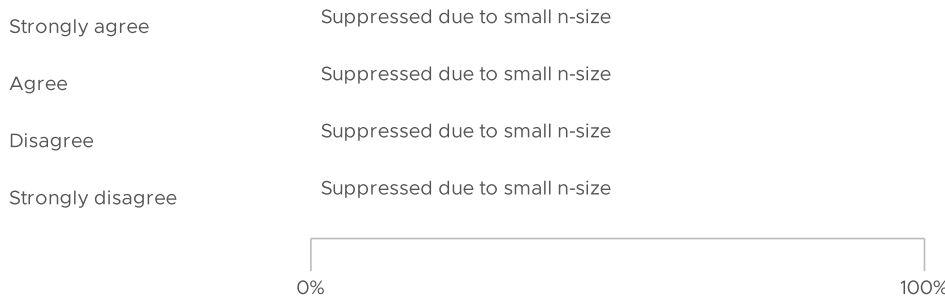 Strongly agree Suppressed due to small n-size
Agree Suppressed due to small n-size
Disagree Suppressed due to small n-size
Strongly disagree Suppressed due to small n-size
0% 100%